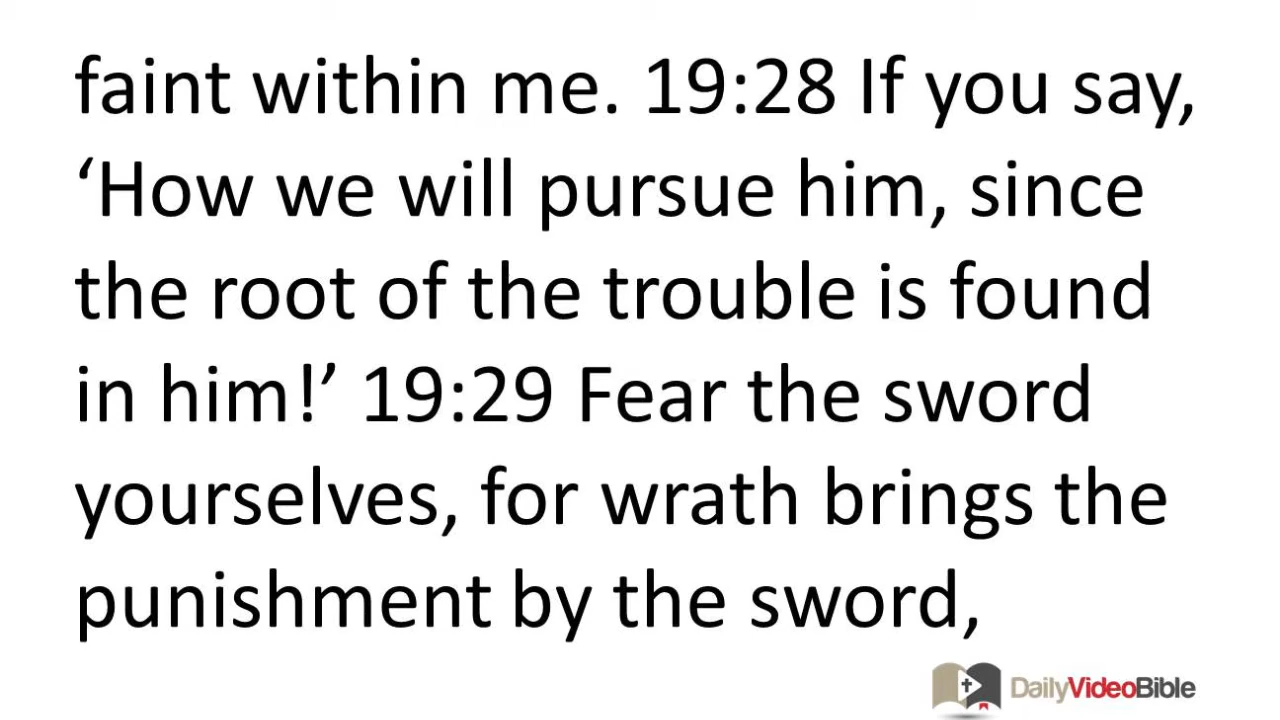 faint within me. 19:28 If you say,
‘How we will pursue him, since
the root of the trouble is found
in him!’ 19:29 Fear the sword
yourselves, for wrath brings the
punishment by the sword,
DailyVideoBible